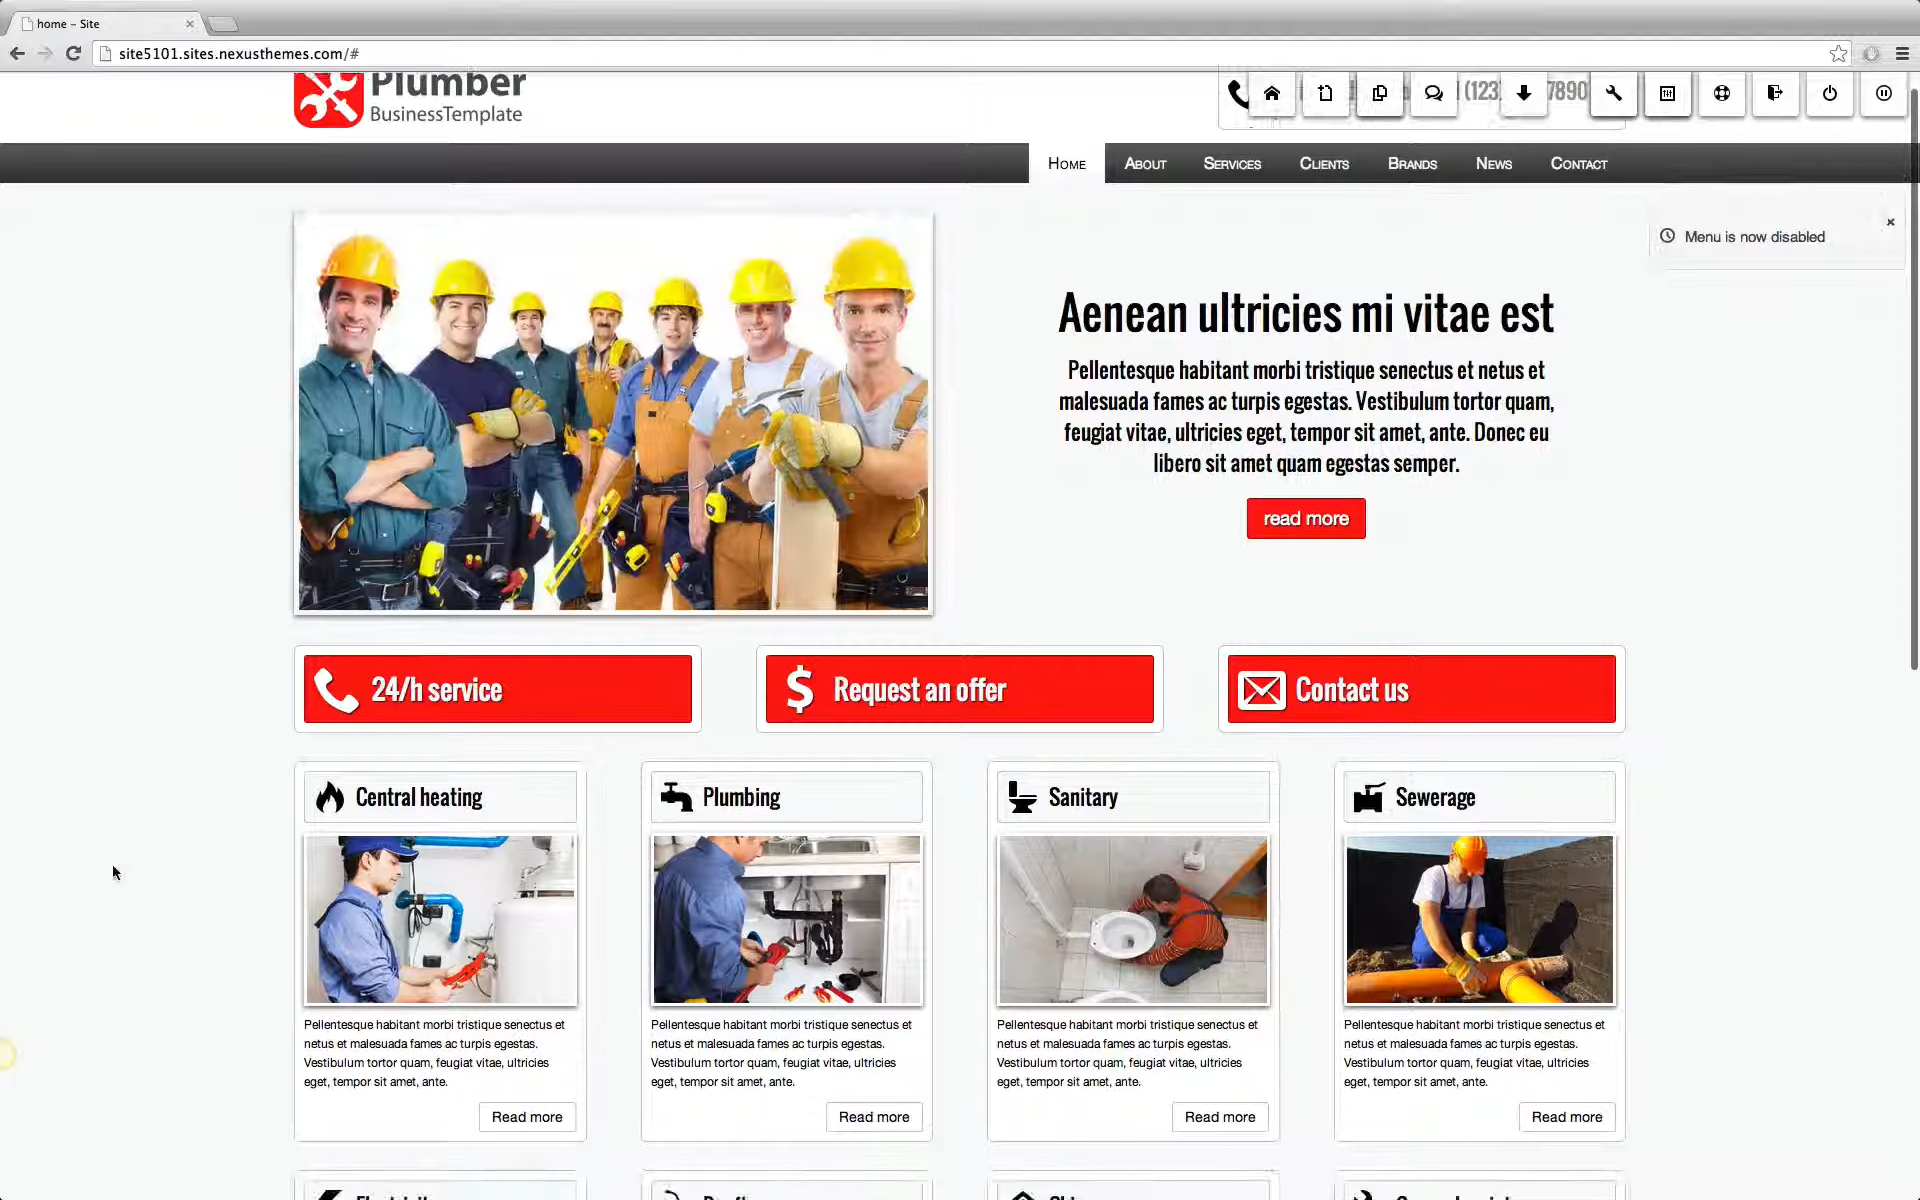 home – Site
site5101.sites.nexusthemes.com/#
Plumber
BusinessTemplate
(123
7890
Home
About
Services
Clients
Brands
News
Contact
Menu is now disabled
Aenean ultricies mi vitae est
Pellentesque habitant morbi tristique senectus et netus et
malesuada fames ac turpis egestas. Vestibulum tortor quam,
feugiat vitae, ultricies eget, tempor sit amet, ante. Donec eu
libero sit amet quam egestas semper.
read more
24/h service
Request an offer
Contact us
Central heating
Pellentesque habitant morbi tristique senectus et
netus et malesuada fames ac turpis egestas.
Vestibulum tortor quam, feugiat vitae, ultricies
eget, tempor sit amet, ante.
Read more
Plumbing
Pellentesque habitant morbi tristique senectus et
netus et malesuada fames ac turpis egestas.
Vestibulum tortor quam, feugiat vitae, ultricies
eget, tempor sit amet, ante.
Read more
Sanitary
Pellentesque habitant morbi tristique senectus et
netus et malesuada fames ac turpis egestas.
Vestibulum tortor quam, feugiat vitae, ultricies
eget, tempor sit amet, ante.
Read more
Sewerage
Pellentesque habitant morbi tristique senectus et
netus et malesuada fames ac turpis egestas.
Vestibulum tortor quam, feugiat vitae, ultricies
eget, tempor sit amet, ante.
Read more